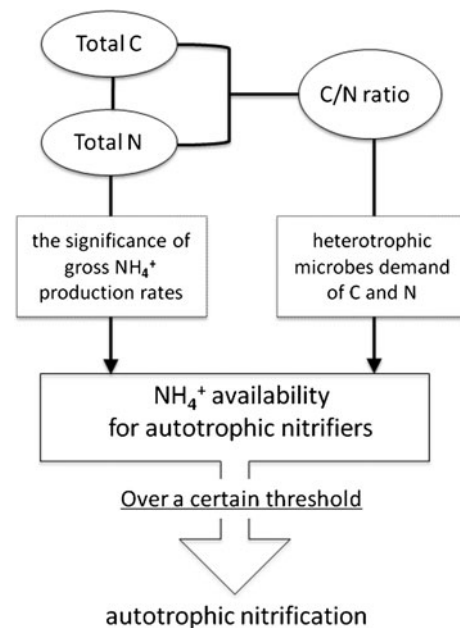 Total C
C/N ratio
Total N
the significance of
gross NH₄⁺
production rates
heterotrophic
microbes demand
of C and N
NH₄⁺ availability
for autotrophic nitrifiers
Over a certain threshold
autotrophic nitrification